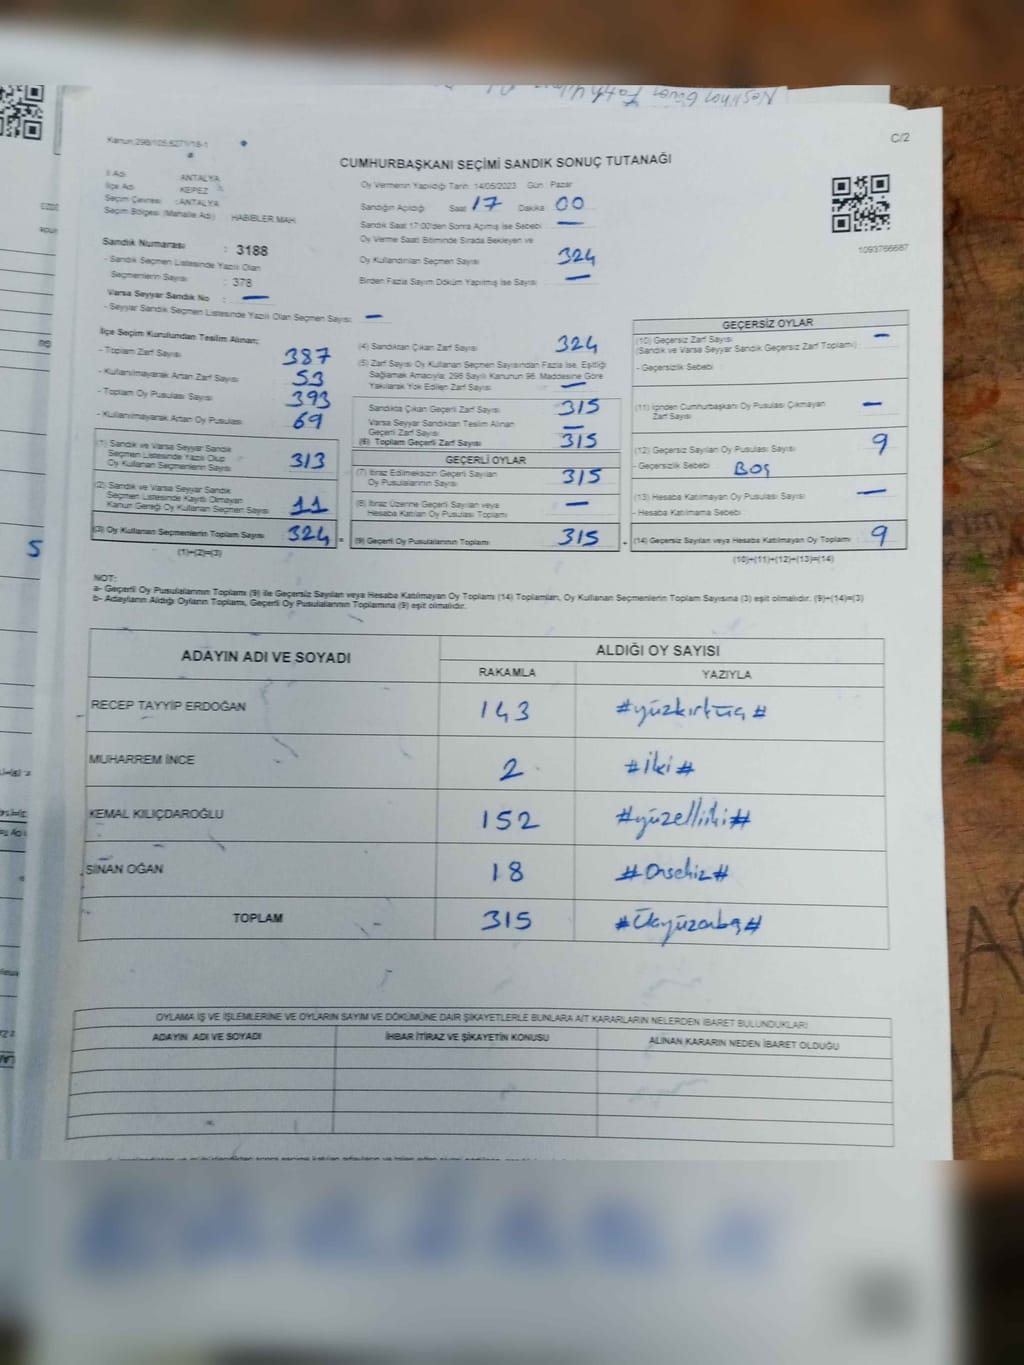 C/2
CUMHURBAŞKANI SEÇİMİ SANDIK SONUÇ TUTANAĞI
İl Adı : ANTALYA
İlçe Adı : KEPEZ
Seçim Çevresi : ANTALYA
Seçim Bölgesi (Mahalle Adı) : HABİBLER MAH.
Sandık Numarası : 3188
- Sandık Seçmen Listesinde Yazılı Olan
Seçmenlerin Sayısı : 378
Varsa Seyyar Sandık No : —
- Seyyar Sandık Seçmen Listesinde Yazılı Olan Seçmen Sayısı: —
Oy Vermenin Yapıldığı Tarih: 14/05/2023 Gün: Pazar
Sandığın Açıldığı Saat 17 Dakika 00
Sandık Saat 17:00'den Sonra Açılmış İse Sebebi —
Oy Verme Saati Bitiminde Sırada Bekleyen ve
Oy Kullandırılan Seçmen Sayısı 324
Birden Fazla Sayım Döküm Yapılmış İse Sayısı —
1093766687
İlçe Seçim Kurulundan Teslim Alınan;
- Toplam Zarf Sayısı 387
- Kullanılmayarak Artan Zarf Sayısı 53
- Toplam Oy Pusulası Sayısı 393
- Kullanılmayarak Artan Oy Pusulası 69
(1) Sandık ve Varsa Seyyar Sandık
Seçmen Listesinde Yazılı Olup
Oy Kullanan Seçmenlerin Sayısı 313
(2) Sandık ve Varsa Seyyar Sandık
Seçmen Listesinde Kayıtlı Olmayan
Kanun Gereği Oy Kullanan Seçmen Sayısı 11
(3) Oy Kullanan Seçmenlerin Toplam Sayısı 324 =
(1)+(2)=(3)
(4) Sandıktan Çıkan Zarf Sayısı 324
(5) Zarf Sayısı Oy Kullanan Seçmen Sayısından Fazla İse, Eşitliği
Sağlamak Amacıyla; 298 Sayılı Kanunun 98. Maddesine Göre
Yakılarak Yok Edilen Zarf Sayısı —
Sandıkta Çıkan Geçerli Zarf Sayısı 315
Varsa Seyyar Sandıktan Teslim Alınan
Geçerli Zarf Sayısı —
(6) Toplam Geçerli Zarf Sayısı 315
GEÇERLİ OYLAR
(7) İtiraz Edilmeksizin Geçerli Sayılan
Oy Pusulalarının Sayısı 315
(8) İtiraz Üzerine Geçerli Sayılan veya
Hesaba Katılan Oy Pusulası Toplamı —
(9) Geçerli Oy Pusulalarının Toplamı 315 +
GEÇERSİZ OYLAR
(10) Geçersiz Zarf Sayısı —
(Sandık ve Varsa Seyyar Sandık Geçersiz Zarf Toplamı)
- Geçersizlik Sebebi :
(11) İçinden Cumhurbaşkanı Oy Pusulası Çıkmayan
Zarf Sayısı —
(12) Geçersiz Sayılan Oy Pusulası Sayısı 9
- Geçersizlik Sebebi : BOŞ
(13) Hesaba Katılmayan Oy Pusulası Sayısı —
- Hesaba Katılmama Sebebi
(14) Geçersiz Sayılan veya Hesaba Katılmayan Oy Toplamı 9
(10)+(11)+(12)+(13)=(14)
NOT:
a- Geçerli Oy Pusulalarının Toplamı (9) ile Geçersiz Sayılan veya Hesaba Katılmayan Oy Toplamı (14) Toplamları, Oy Kullanan Seçmenlerin Toplam Sayısına (3) eşit olmalıdır. (9)+(14)=(3)
b- Adayların Aldığı Oyların Toplamı, Geçerli Oy Pusulalarının Toplamına (9) eşit olmalıdır.
ADAYIN ADI VE SOYADI ALDIĞI OY SAYISI
RAKAMLA YAZIYLA
RECEP TAYYİP ERDOĞAN 143 #yüzkırküç#
MUHARREM İNCE 2 #İki#
KEMAL KILIÇDAROĞLU 152 #yüzelliiki#
SİNAN OĞAN 18 #Onsekiz#
TOPLAM 315 #Üçyüzonbeş#
OYLAMA İŞ VE İŞLEMLERİNE VE OYLARIN SAYIM VE DÖKÜMÜNE DAİR ŞİKAYETLERLE BUNLARA AİT KARARLARIN NELERDEN İBARET BULUNDUKLARI
ADAYIN ADI VE SOYADI İHBAR İTİRAZ VE ŞİKAYETİN KONUSU ALINAN KARARIN NEDEN İBARET OLDUĞU